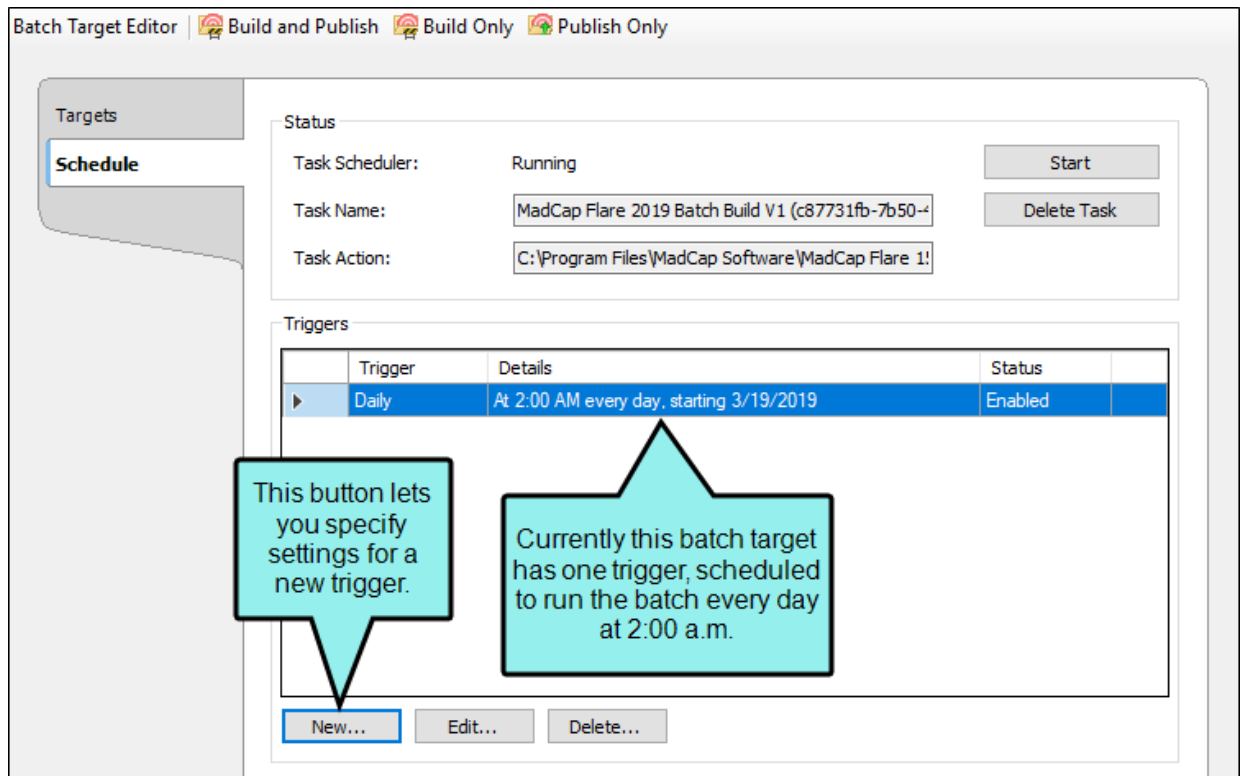 Batch Target Editor Build and Publish Build Only Publish Only
Targets
Schedule
Status
Task Scheduler: Running Start
Task Name: MadCap Flare 2019 Batch Build V1 (c87731fb-7b50-4 Delete Task
Task Action: C:\Program Files\MadCap Software\MadCap Flare 1
Triggers
Trigger Details Status
Daily At 2:00 AM every day, starting 3/19/2019 Enabled
This button lets
you specify
settings for a
new trigger.
Currently this batch target
has one trigger, scheduled
to run the batch every day
at 2:00 a.m.
New... Edit... Delete...